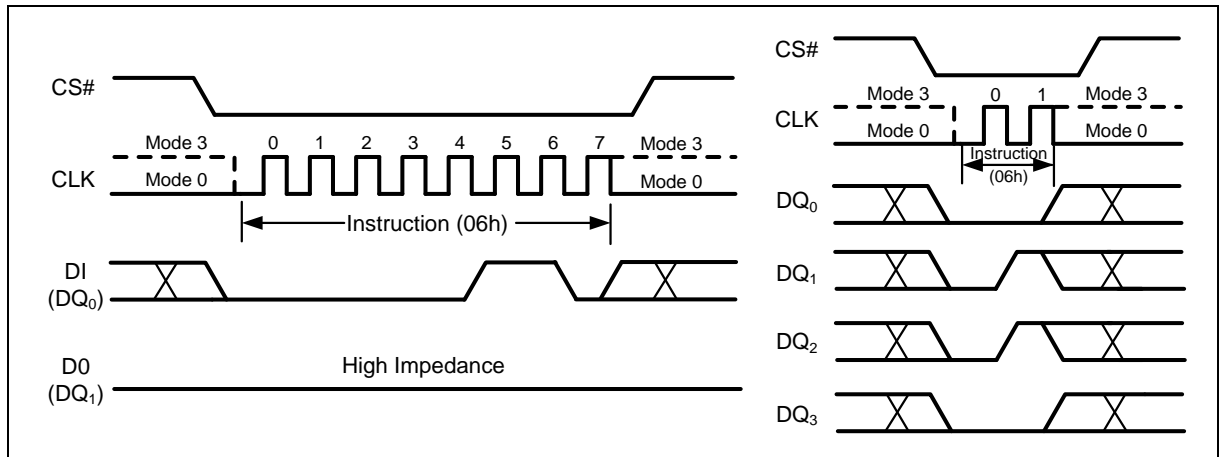 CS#
Mode 3 0 1 2 3 4 5 6 7 Mode 3
CLK
Mode 0 Mode 0
Instruction (06h)
DI
(DQ₀)
High Impedance
D0
(DQ₁)
CS#
Mode 3 0 1 Mode 3
CLK
Mode 0 Mode 0
Instruction
(06h)
DQ₀
DQ₁
DQ₂
DQ₃